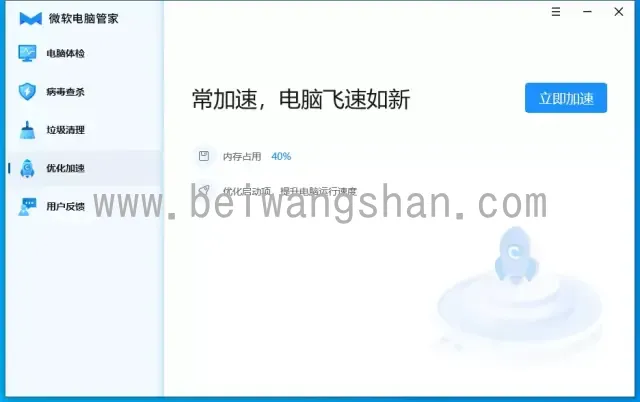 微软电脑管家
电脑体检
病毒查杀
垃圾清理
优化加速
用户反馈
常加速，电脑飞速如新
立即加速
内存占用 40%
优化启动项，提升电脑运行速度
www.beiwangshan.com